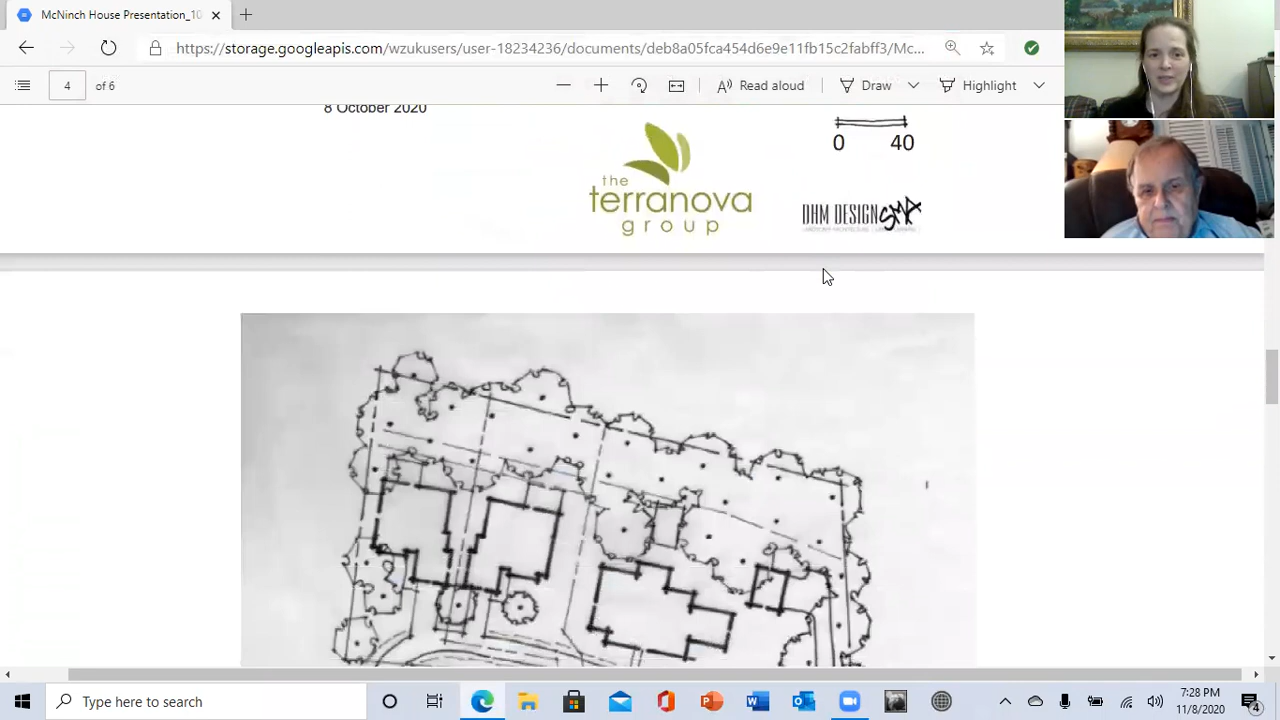 McNinch House Presentation_10
https://storage.googleapis.com/wzukusers/user-18234236/documents/deb8a05fca454d6e9e11fb15c2fabff3/Mc...
4 of 6
Read aloud
Draw
Highlight
8 October 2020
0 40
the
terranova
group
DHM DESIGN SMA
Type here to search
7:28 PM
11/8/2020
4